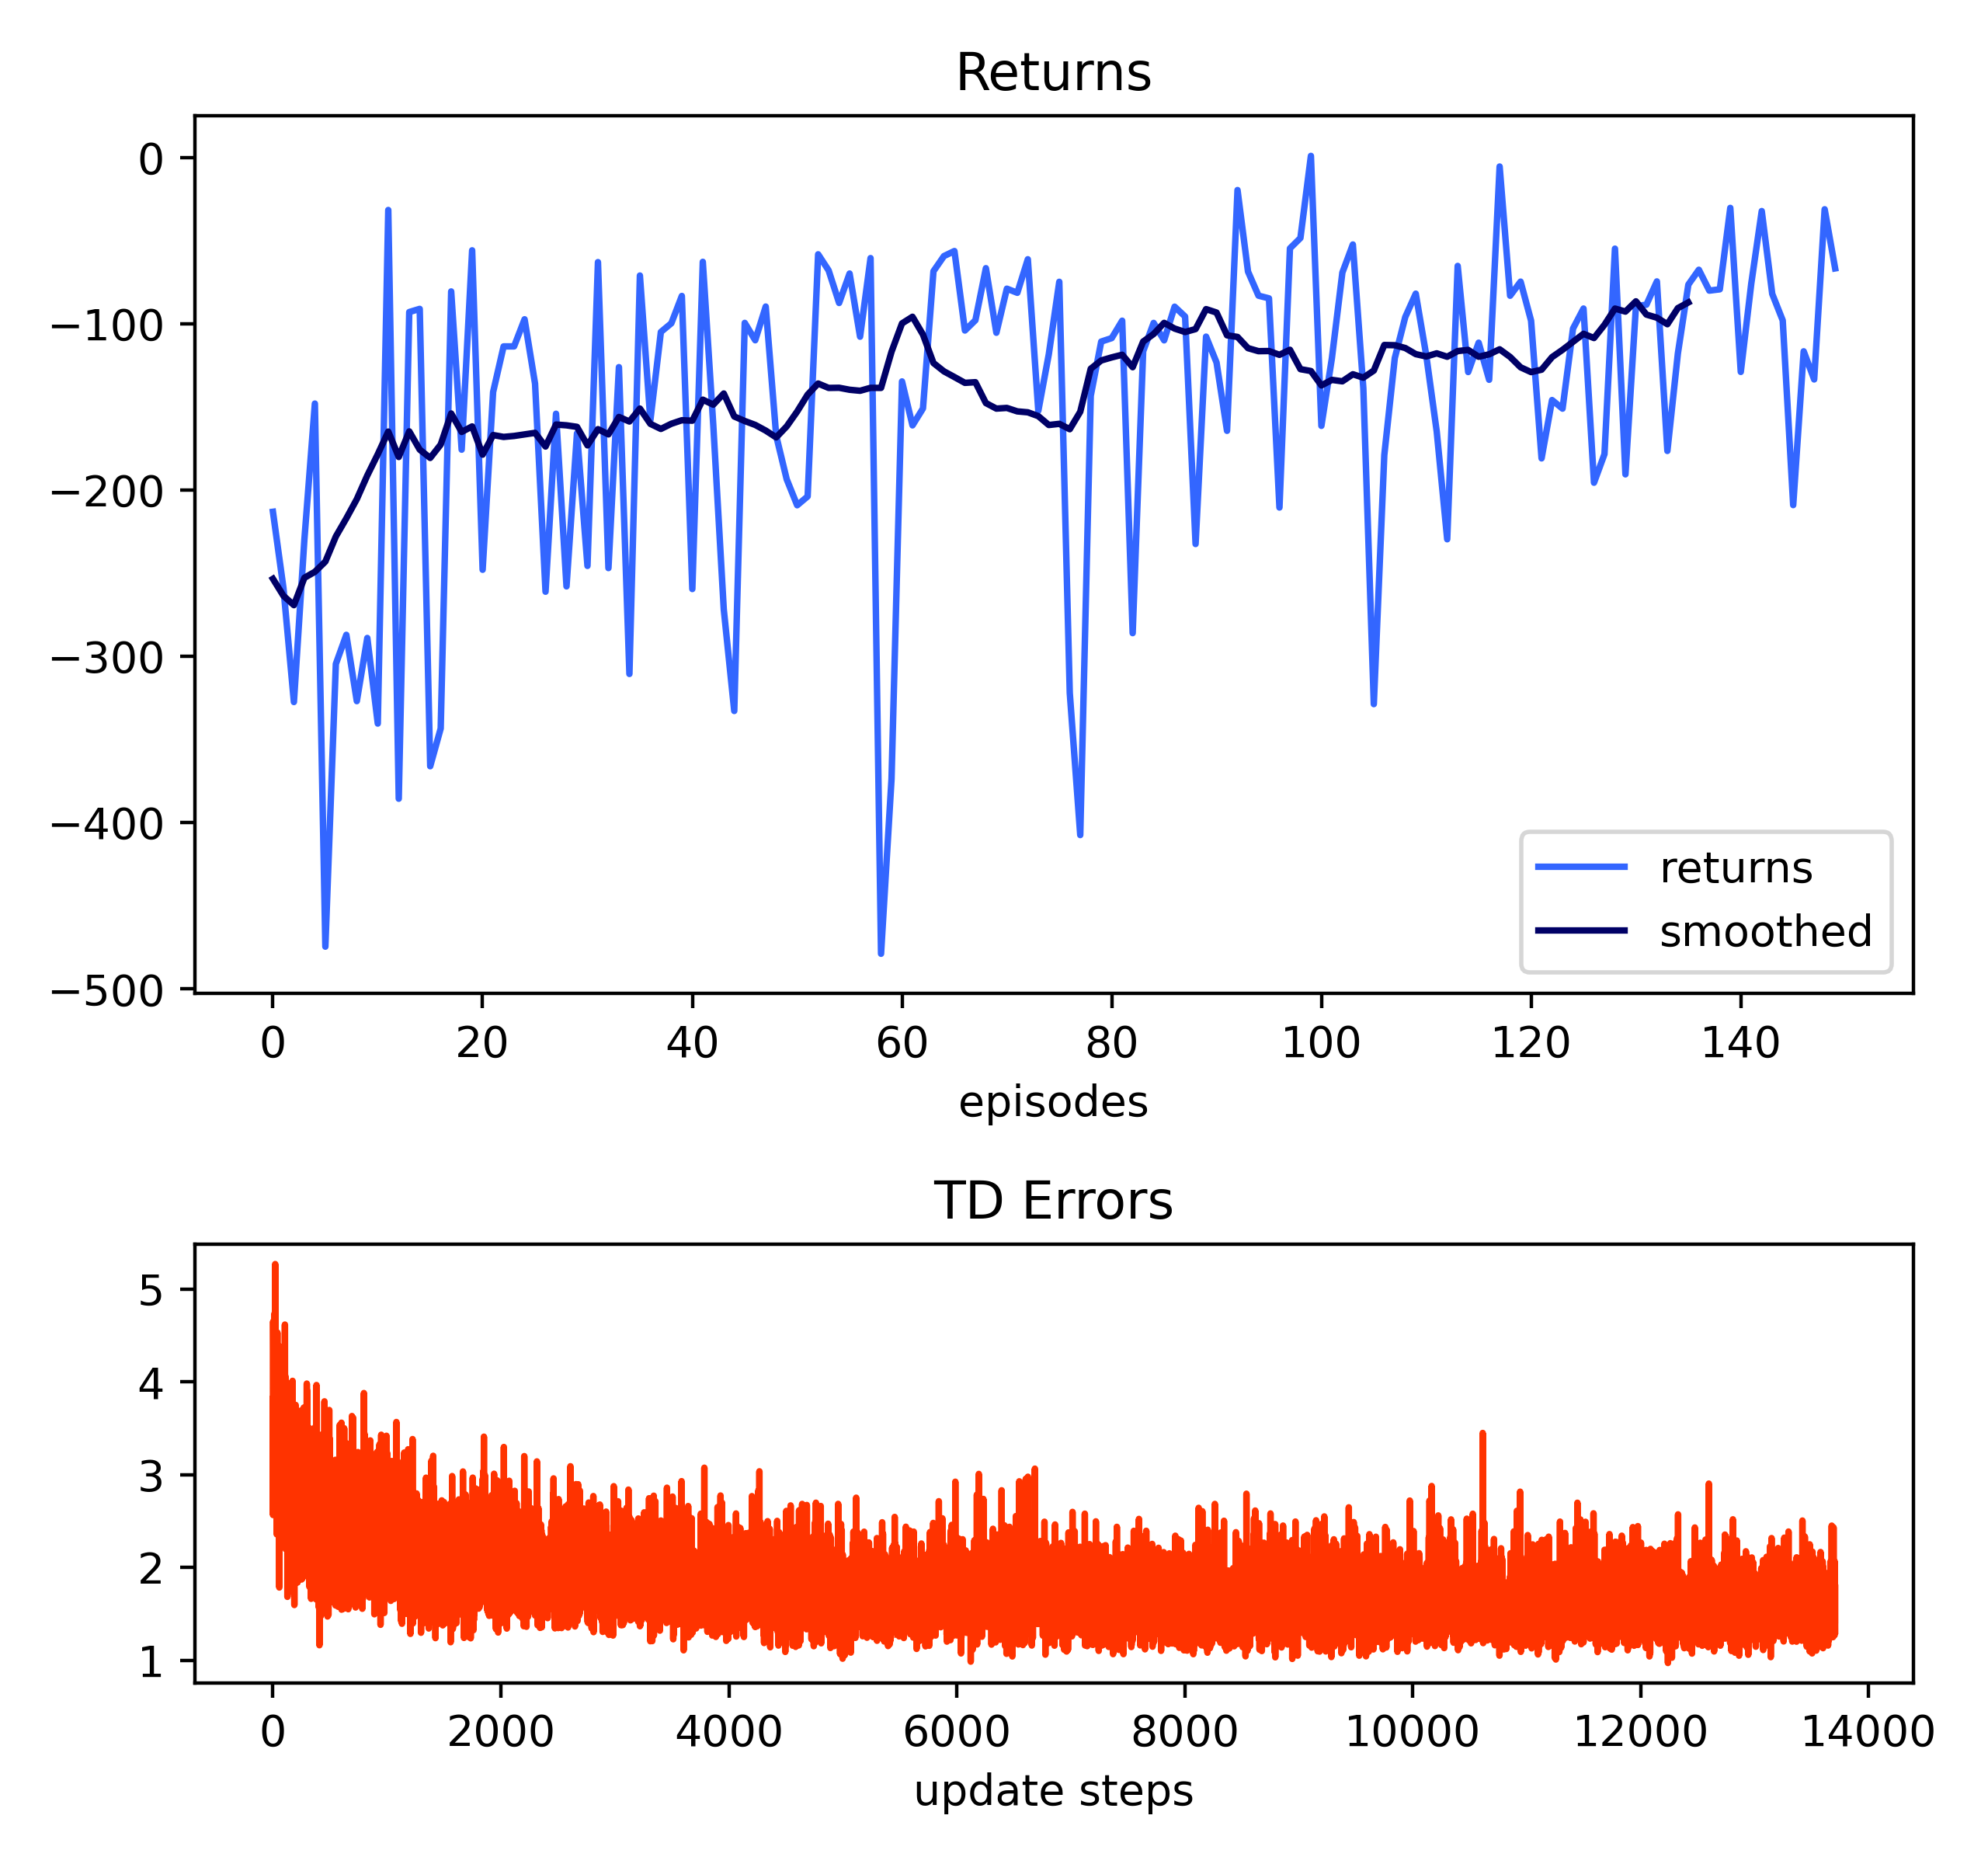 Returns
0
−100
−200
−300
−400
−500
returns
smoothed
0 20 40 60 80 100 120 140
episodes
TD Errors
5
4
3
2
1
0 2000 4000 6000 8000 10000 12000 14000
update steps